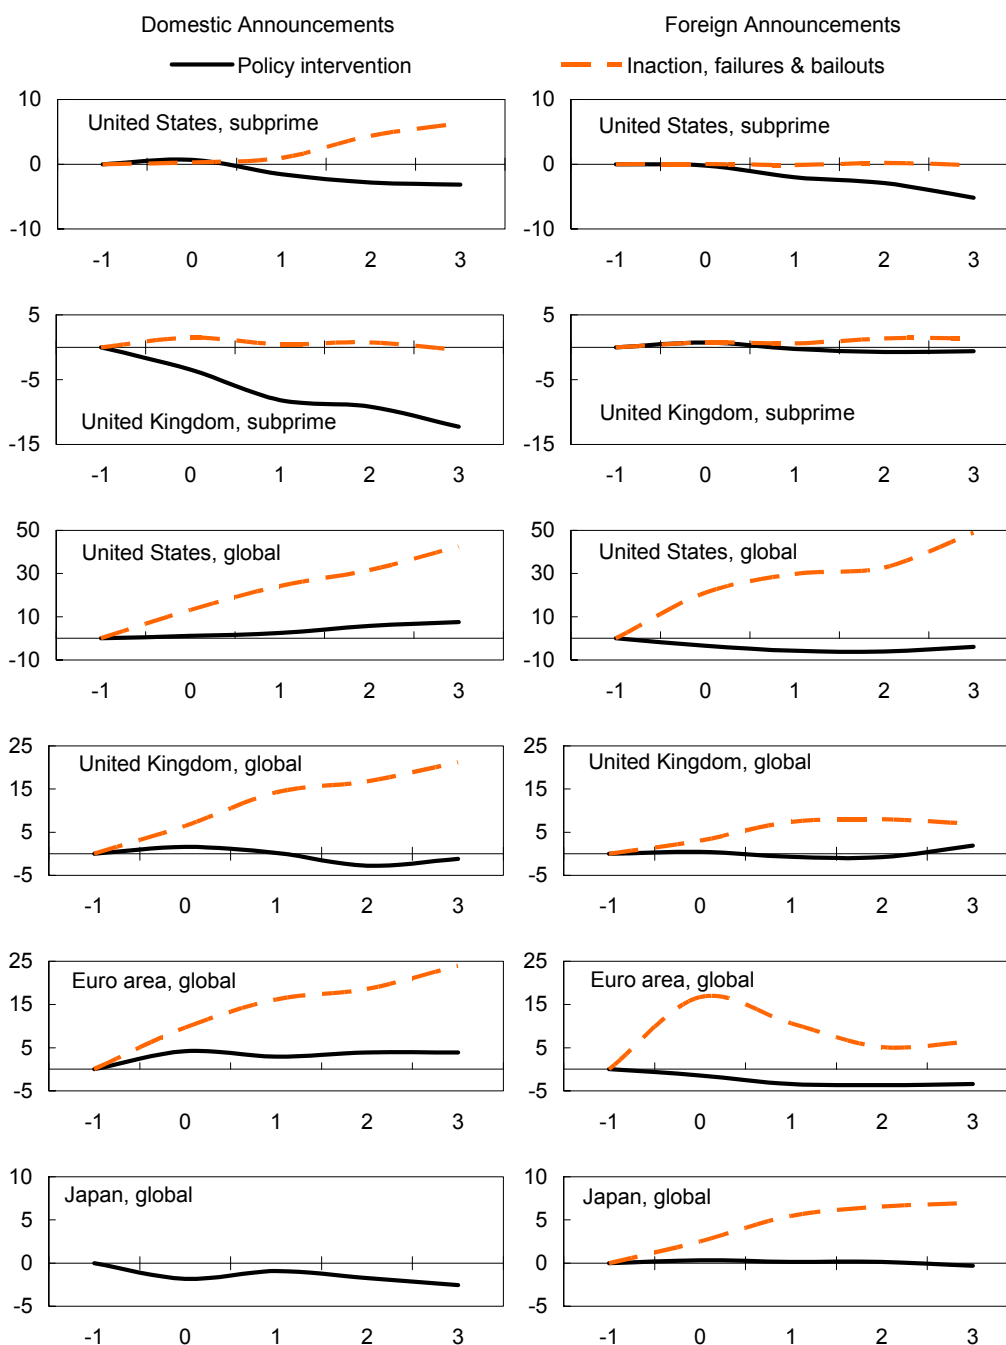 Domestic Announcements Foreign Announcements
Policy intervention Inaction, failures & bailouts
10 United States, subprime United States, subprime 10
0 0
-10 -10
-1 0 1 2 3 -1 0 1 2 3
5 5
-5 -5
United Kingdom, subprime United Kingdom, subprime
-15 -15
-1 0 1 2 3 -1 0 1 2 3
50 United States, global 50 United States, global
30 30
10 10
-10 -10
-1 0 1 2 3 -1 0 1 2 3
25 United Kingdom, global 25 United Kingdom, global
15 15
5 5
-5 -5
-1 0 1 2 3 -1 0 1 2 3
25 Euro area, global 25 Euro area, global
15 15
5 5
-5 -5
-1 0 1 2 3 -1 0 1 2 3
10 Japan, global 10 Japan, global
5 5
0 0
-5 -5
-1 0 1 2 3 -1 0 1 2 3